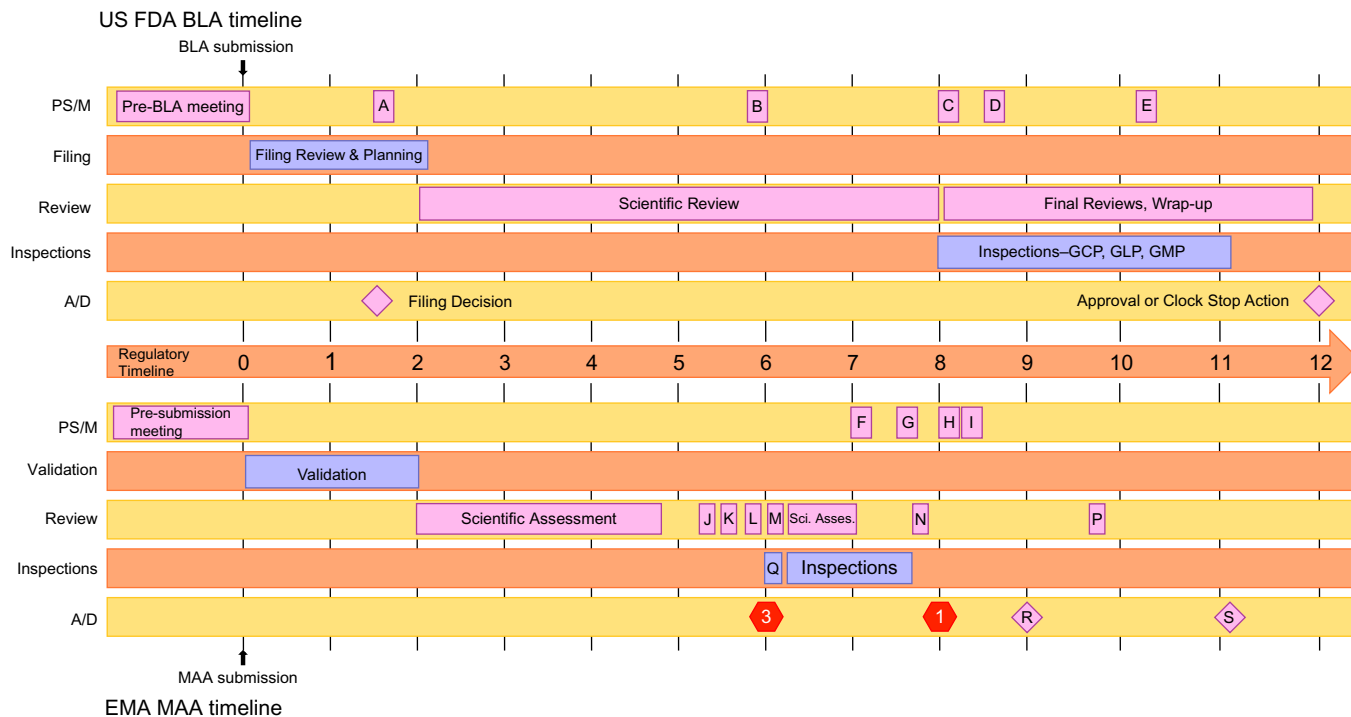 US FDA BLA timeline
BLA submission
PS/M
Pre-BLA meeting
A
B
C
D
E
Filing
Filing Review & Planning
Review
Scientific Review
Final Reviews, Wrap-up
Inspections
Inspections–GCP, GLP, GMP
A/D
Filing Decision
Approval or Clock Stop Action
Regulatory
Timeline
0 1 2 3 4 5 6 7 8 9 10 11 12
PS/M
Pre-submission
meeting
F
G
H
I
Validation
Validation
Review
Scientific Assessment
J
K
L
M
Sci. Asses.
N
P
Inspections
Q
Inspections
A/D
3
1
R
S
MAA submission
EMA MAA timeline